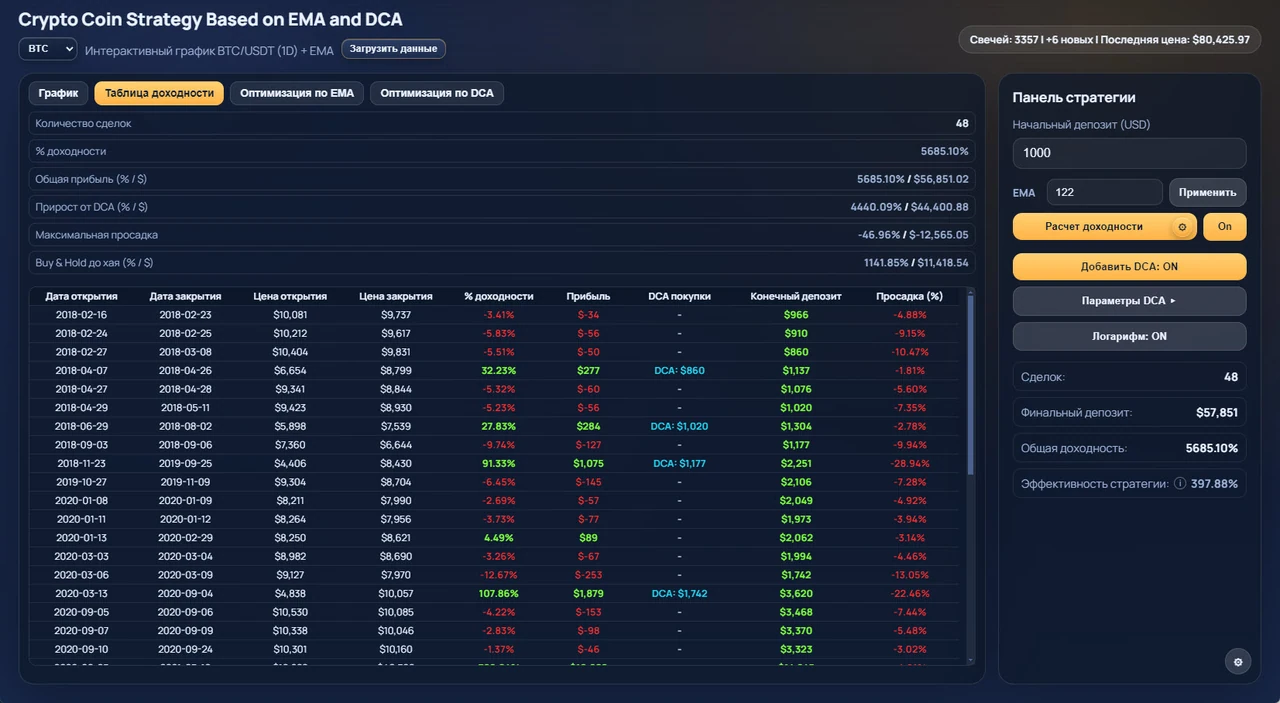 Crypto Coin Strategy Based on EMA and DCA
BTC Интерактивный график BTC/USDT (1D) + EMA Загрузить данные
Свечей: 3357 | +6 новых | Последняя цена: $80,425.97
График Таблица доходности Оптимизация по EMA Оптимизация по DCA
Количество сделок 48
% доходности 5685.10%
Общая прибыль (% / $) 5685.10% / $56,851.02
Прирост от DCA (% / $) 4440.09% / $44,400.88
Максимальная просадка -46.96% / $-12,565.05
Buy & Hold до хая (% / $) 1141.85% / $11,418.54
Дата открытия Дата закрытия Цена открытия Цена закрытия % доходности Прибыль DCA покупки Конечный депозит Просадка (%)
2018-02-16 2018-02-23 $10,081 $9,737 -3.41% $-34 - $966 -4.88%
2018-02-24 2018-02-25 $10,212 $9,617 -5.83% $-56 - $910 -9.15%
2018-02-27 2018-03-08 $10,404 $9,831 -5.51% $-50 - $860 -10.47%
2018-04-07 2018-04-26 $6,654 $8,799 32.23% $277 DCA: $860 $1,137 -1.81%
2018-04-27 2018-04-28 $9,341 $8,844 -5.32% $-60 - $1,076 -5.60%
2018-04-29 2018-05-11 $9,423 $8,930 -5.23% $-56 - $1,020 -7.35%
2018-06-29 2018-08-02 $5,898 $7,539 27.83% $284 DCA: $1,020 $1,304 -2.78%
2018-09-03 2018-09-06 $7,360 $6,644 -9.74% $-127 - $1,177 -9.94%
2018-11-23 2019-09-25 $4,406 $8,430 91.33% $1,075 DCA: $1,177 $2,251 -28.94%
2019-10-27 2019-11-09 $9,304 $8,704 -6.45% $-145 - $2,106 -7.28%
2020-01-08 2020-01-09 $8,211 $7,990 -2.69% $-57 - $2,049 -4.92%
2020-01-11 2020-01-12 $8,264 $7,956 -3.73% $-77 - $1,973 -3.94%
2020-01-13 2020-02-29 $8,250 $8,621 4.49% $89 - $2,062 -3.14%
2020-03-03 2020-03-04 $8,982 $8,690 -3.26% $-67 - $1,994 -4.46%
2020-03-06 2020-03-09 $9,127 $7,970 -12.67% $-253 - $1,742 -13.05%
2020-03-13 2020-09-04 $4,838 $10,057 107.86% $1,879 DCA: $1,742 $3,620 -22.46%
2020-09-05 2020-09-06 $10,530 $10,085 -4.22% $-153 - $3,468 -7.44%
2020-09-07 2020-09-09 $10,338 $10,046 -2.83% $-98 - $3,370 -5.48%
2020-09-10 2020-09-24 $10,301 $10,160 -1.37% $-46 - $3,323 -3.02%
Панель стратегии
Начальный депозит (USD)
1000
EMA 122 Применить
Расчет доходности On
Добавить DCA: ON
Параметры DCA
Логарифм: ON
Сделок: 48
Финальный депозит: $57,851
Общая доходность: 5685.10%
Эффективность стратегии: 397.88%